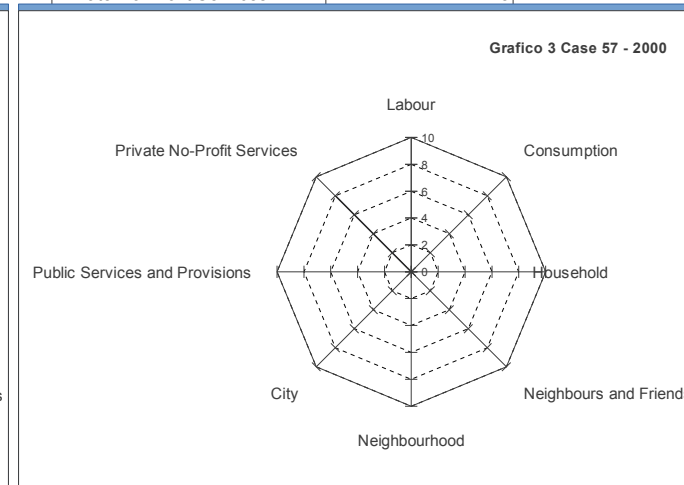 Grafico 3 Case 57 - 2000
Labour
10
Private No-Profit Services
Consumption
8
6
4
2
Public Services and Provisions
0
Household
City
Neighbours and Friend
Neighbourhood
s